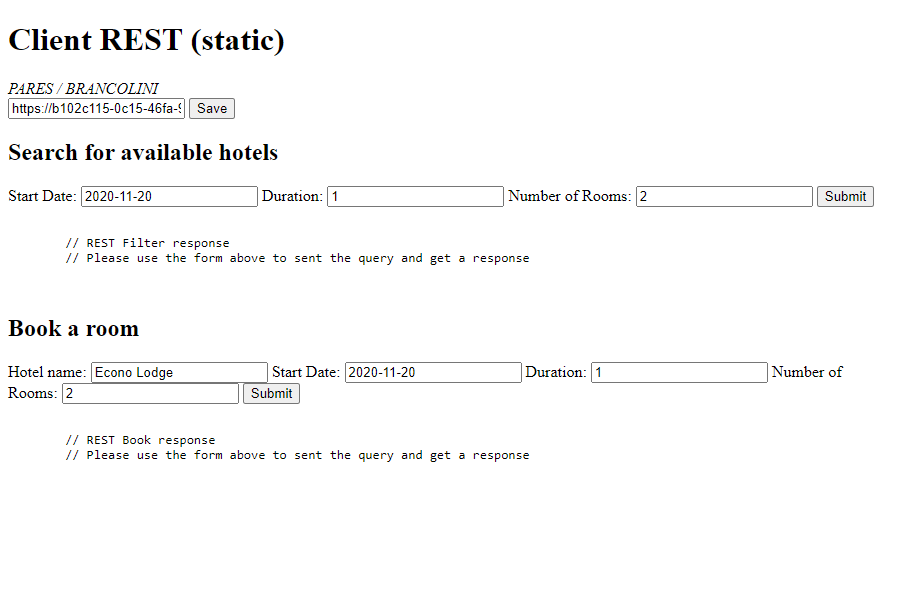 Client REST (static)
PARES / BRANCOLINI
https://b102c115-0c15-46fa- Save
Search for available hotels
Start Date: 2020-11-20 Duration: 1 Number of Rooms: 2 Submit
// REST Filter response
// Please use the form above to sent the query and get a response
Book a room
Hotel name: Econo Lodge Start Date: 2020-11-20 Duration: 1 Number of
Rooms: 2 Submit
// REST Book response
// Please use the form above to sent the query and get a response